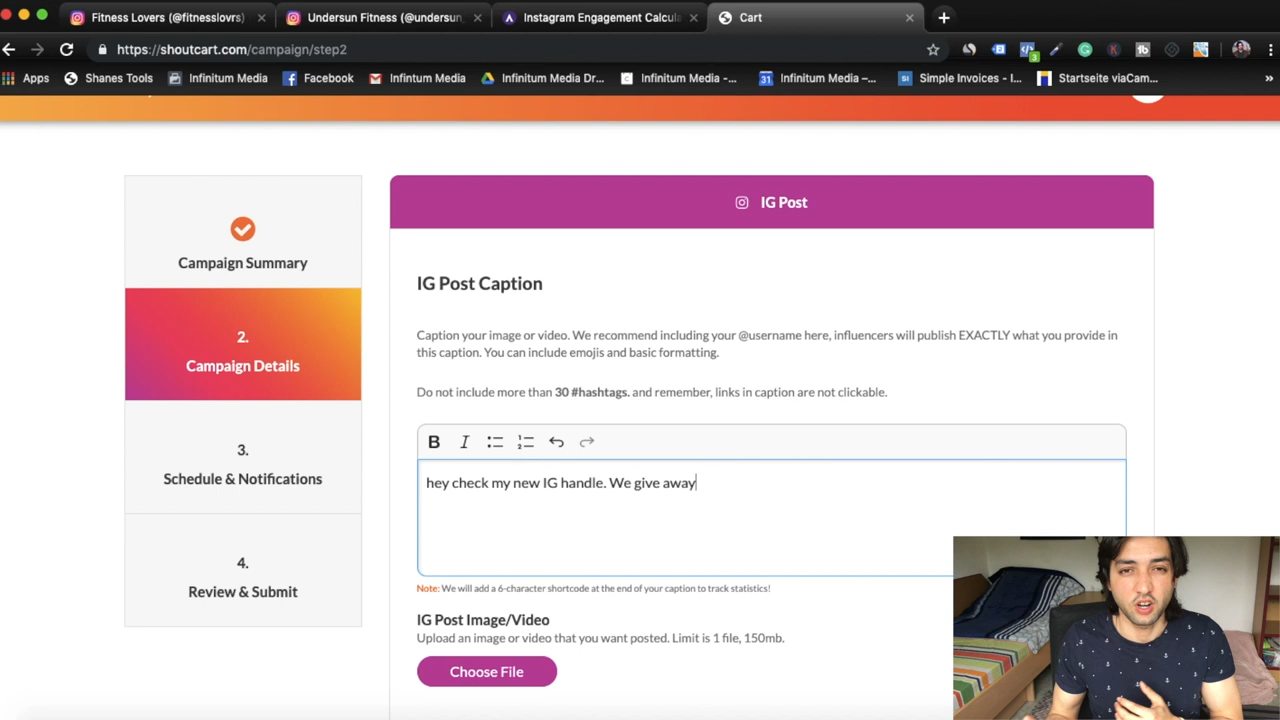 Fitness Lovers (@fitnesslovrs)
Undersun Fitness (@undersun_
Instagram Engagement Calcul
Cart
https://shoutcart.com/campaign/step2
Apps
Shanes Tools
Infinitum Media
Facebook
Infintum Media
Infinitum Media Dr...
Infinitum Media -...
Infinitum Media –...
Simple Invoices - I...
Startseite viaCam...
Campaign Summary
2.
Campaign Details
3.
Schedule & Notifications
4.
Review & Submit
IG Post
IG Post Caption
Caption your image or video. We recommend including your @username here, influencers will publish EXACTLY what you provide in
this caption. You can include emojis and basic formatting.
Do not include more than 30 #hashtags. and remember, links in caption are not clickable.
B I
hey check my new IG handle. We give away
Note: We will add a 6-character shortcode at the end of your caption to track statistics!
IG Post Image/Video
Upload an image or video that you want posted. Limit is 1 file, 150mb.
Choose File